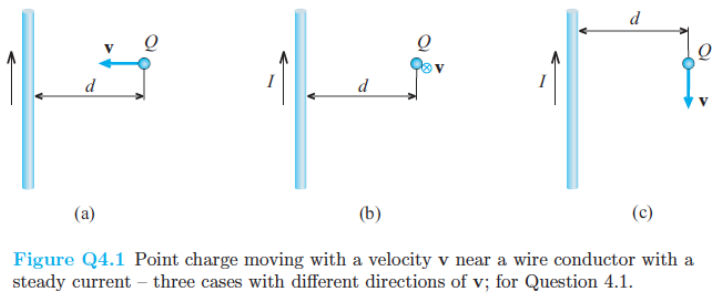 v Q
d
(a)
Q
v
I
d
(b)
d
Q
I
v
(c)
Figure Q4.1 Point charge moving with a velocity v near a wire conductor with a
steady current – three cases with different directions of v; for Question 4.1.